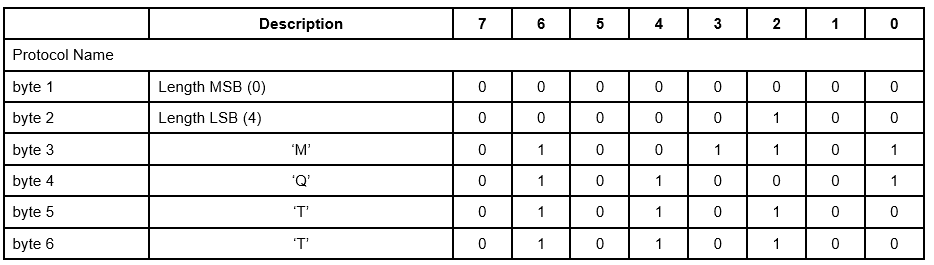 Description 7 6 5 4 3 2 1 0
Protocol Name
byte 1 Length MSB (0) 0 0 0 0 0 0 0 0
byte 2 Length LSB (4) 0 0 0 0 0 1 0 0
byte 3 ‘M’ 0 1 0 0 1 1 0 1
byte 4 ‘Q’ 0 1 0 1 0 0 0 1
byte 5 ‘T’ 0 1 0 1 0 1 0 0
byte 6 ‘T’ 0 1 0 1 0 1 0 0